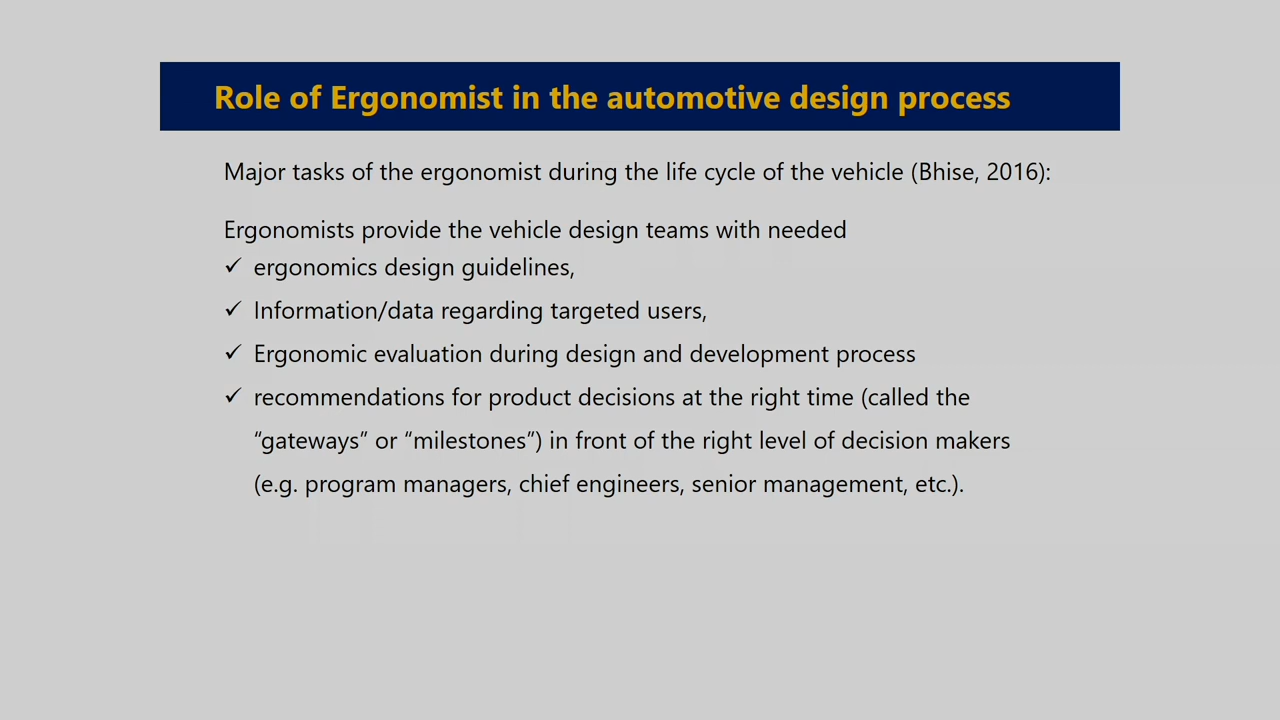 Role of Ergonomist in the automotive design process
Major tasks of the ergonomist during the life cycle of the vehicle (Bhise, 2016):
Ergonomists provide the vehicle design teams with needed
✓ ergonomics design guidelines,
✓ Information/data regarding targeted users,
✓ Ergonomic evaluation during design and development process
✓ recommendations for product decisions at the right time (called the
“gateways” or “milestones”) in front of the right level of decision makers
(e.g. program managers, chief engineers, senior management, etc.).